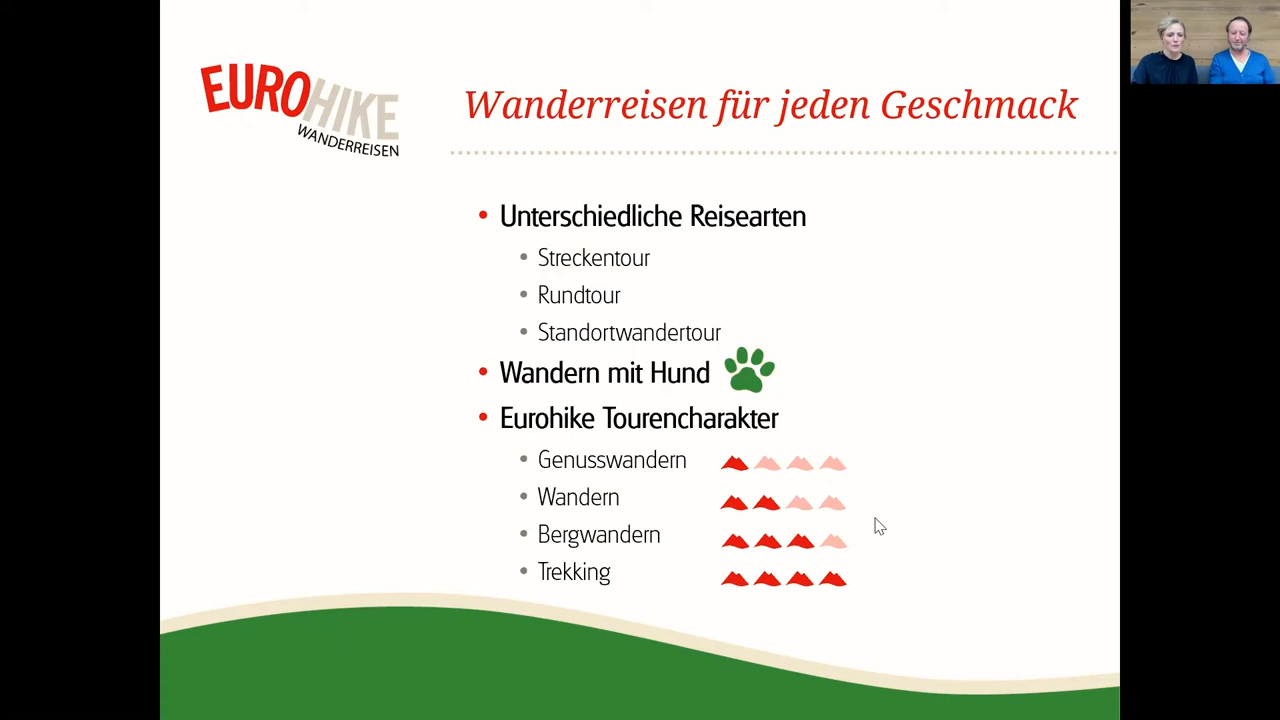 EUROHIKE
WANDERREISEN
Wanderreisen für jeden Geschmack
• Unterschiedliche Reisearten
• Streckentour
• Rundtour
• Standortwandertour
• Wandern mit Hund
• Eurohike Tourencharakter
• Genusswandern
• Wandern
• Bergwandern
• Trekking